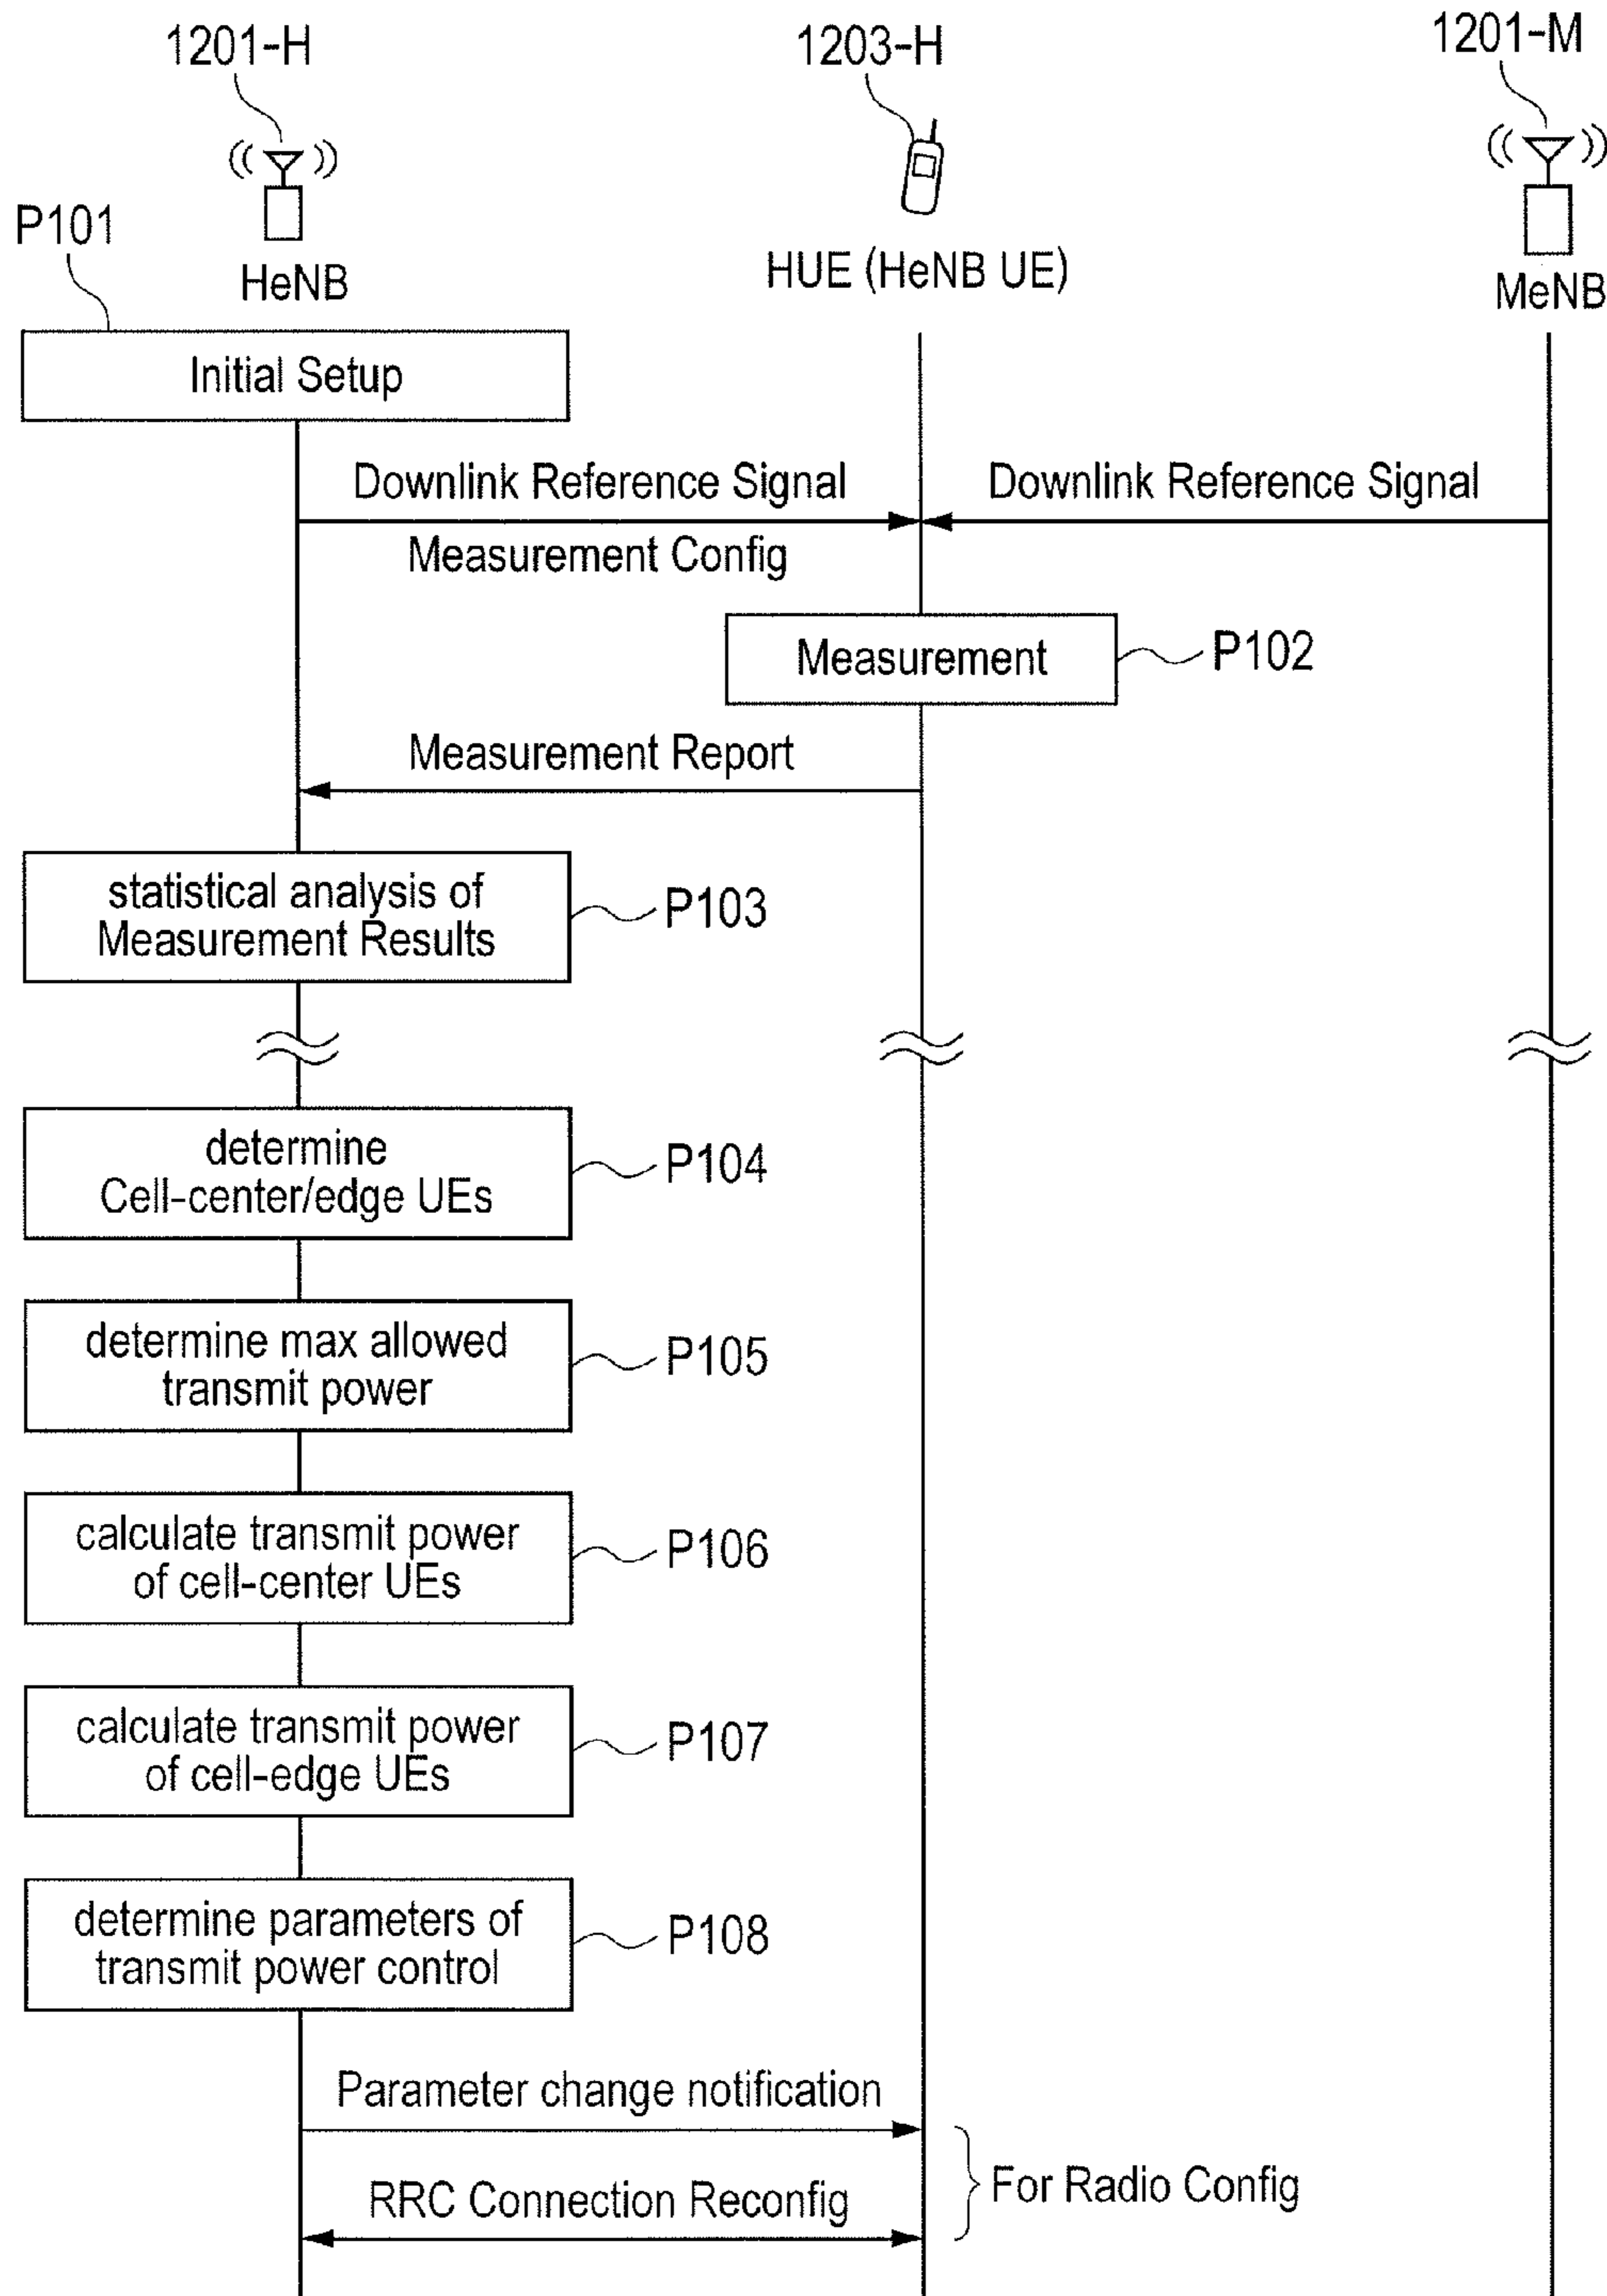 1201-H
1203-H
1201-M
P101
HeNB
HUE (HeNB UE)
MeNB
Initial Setup
Downlink Reference Signal
Downlink Reference Signal
Measurement Config
Measurement
P102
Measurement Report
statistical analysis of
Measurement Results
P103
determine
Cell-center/edge UEs
P104
determine max allowed
transmit power
P105
calculate transmit power
of cell-center UEs
P106
calculate transmit power
of cell-edge UEs
P107
determine parameters of
transmit power control
P108
Parameter change notification
RRC Connection Reconfig
For Radio Config